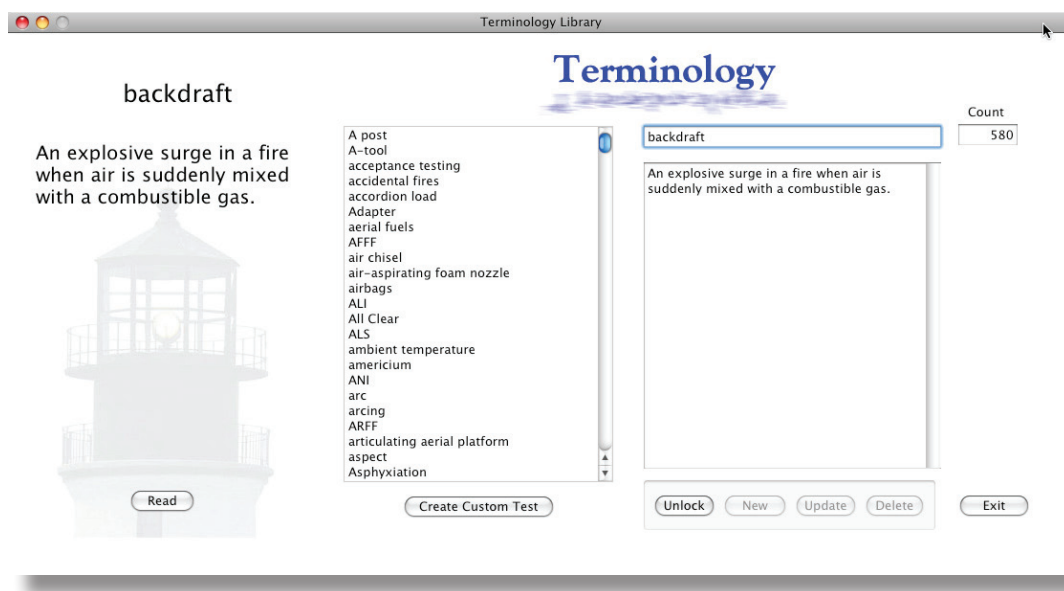 Terminology Library
Terminology
backdraft
An explosive surge in a fire
when air is suddenly mixed
with a combustible gas.
Read
A post
A-tool
acceptance testing
accidental fires
accordion load
Adapter
aerial fuels
AFFF
air chisel
air-aspirating foam nozzle
airbags
ALI
All Clear
ALS
ambient temperature
americium
ANI
arc
arcing
ARFF
articulating aerial platform
aspect
Asphyxiation
Create Custom Test
backdraft
An explosive surge in a fire when air is
suddenly mixed with a combustible gas.
Unlock New Update Delete
Count
580
Exit